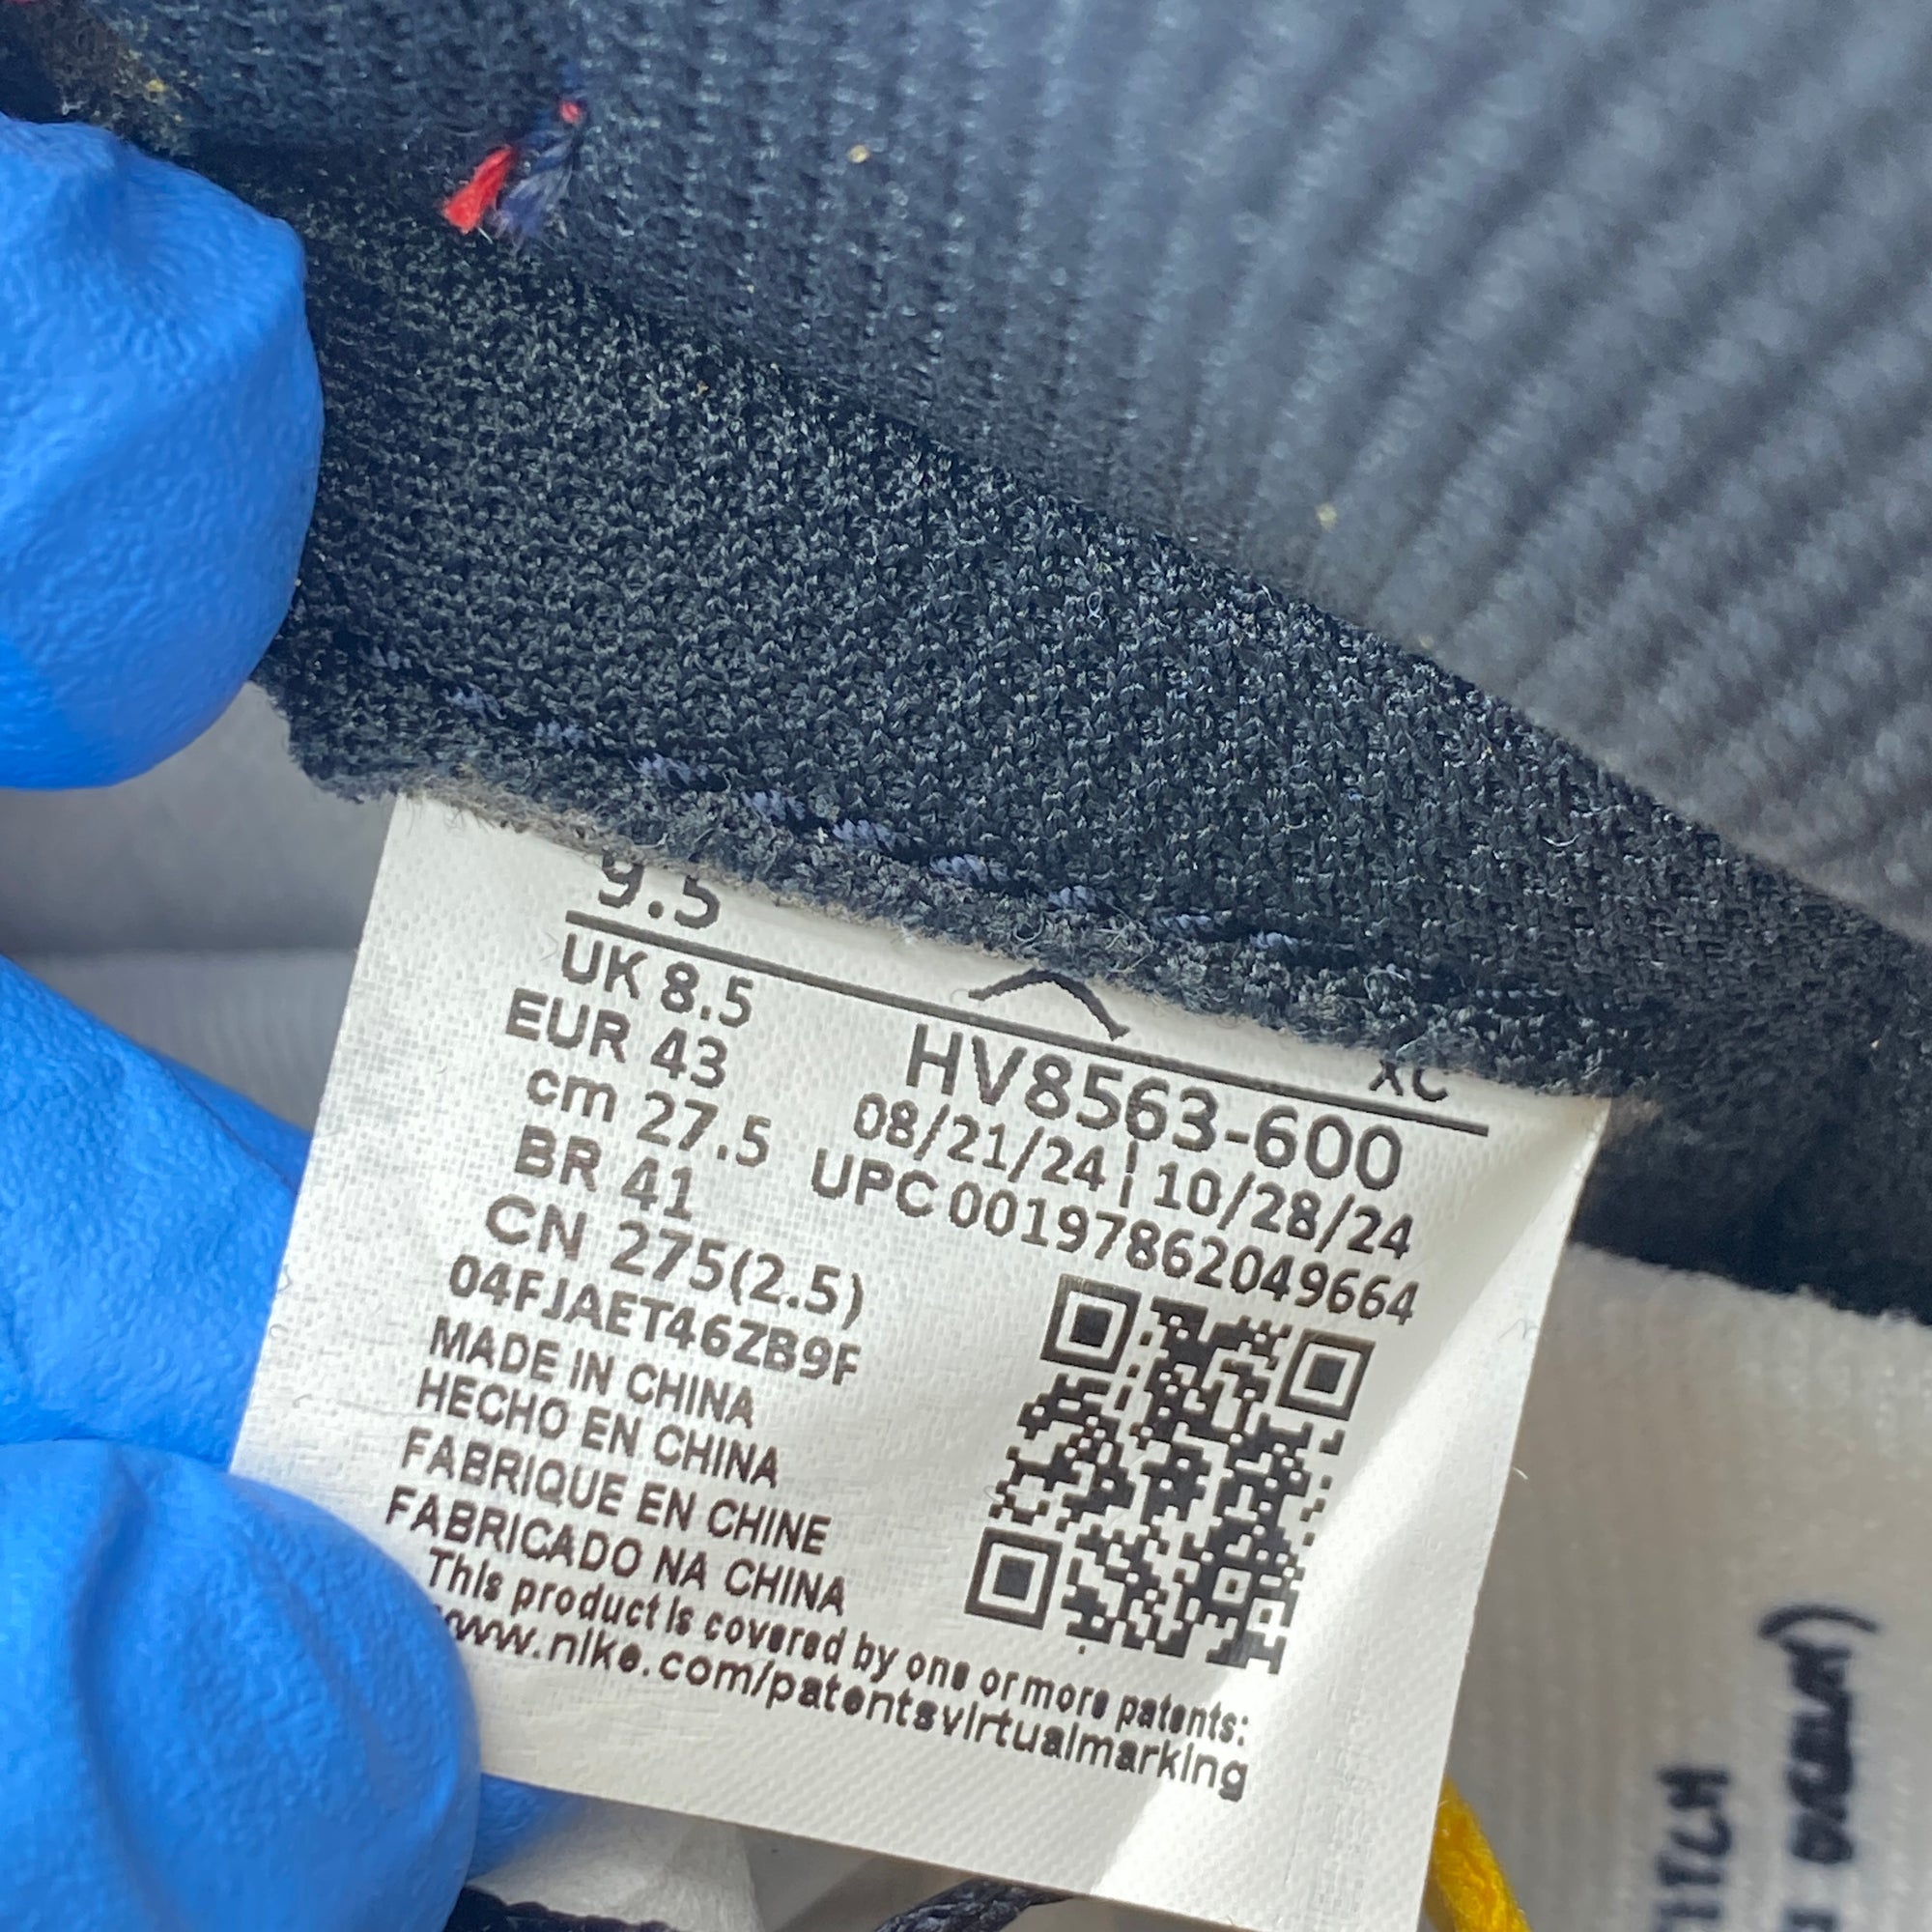 9.5
XC
UK 8.5
EUR 43
cm 27.5
BR 41
CN 275(2.5)
HV8563-600
08/21/24 | 10/28/24
UPC 00197862049664
04FJAET46ZB9F
MADE IN CHINA
HECHO EN CHINA
FABRIQUE EN CHINE
FABRICADO NA CHINA
This product is covered by one or more patents:
www.nike.com/patentsvirtualmarking